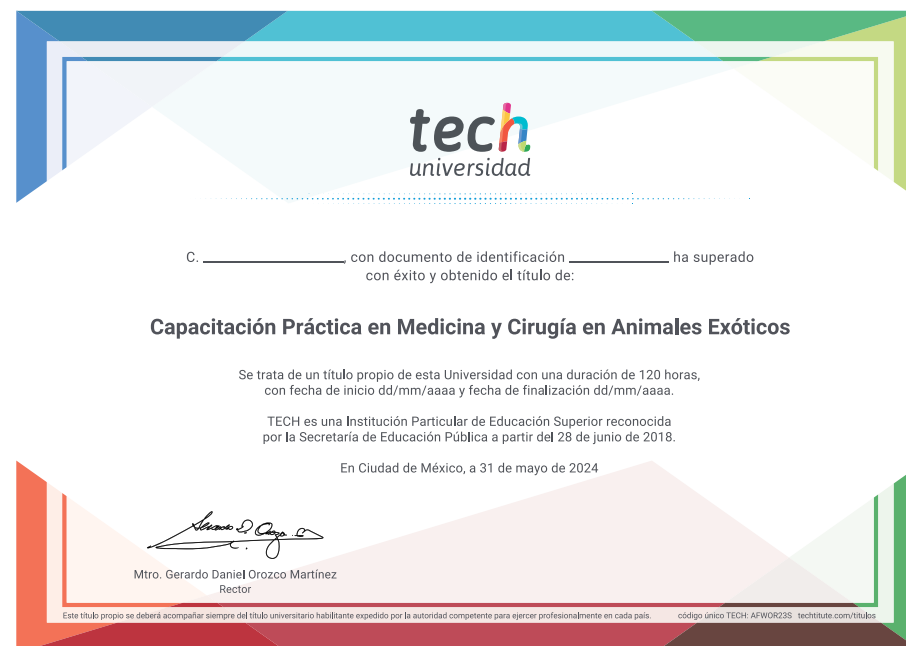 tech
universidad
C. ____________, con documento de identificación ____________ ha superado
con éxito y obtenido el título de:
Capacitación Práctica en Medicina y Cirugía en Animales Exóticos
Se trata de un título propio de esta Universidad con una duración de 120 horas,
con fecha de inicio dd/mm/aaaa y fecha de finalización dd/mm/aaaa.
TECH es una Institución Particular de Educación Superior reconocida
por la Secretaría de Educación Pública a partir del 28 de junio de 2018.
En Ciudad de México, a 31 de mayo de 2024
Mtro. Gerardo Daniel Orozco Martínez
Rector
Este título propio se deberá acompañar siempre del título universitario habilitante expedido por la autoridad competente para ejercer profesionalmente en cada país. código único TECH: AFWOR23S techtitute.com/titulos